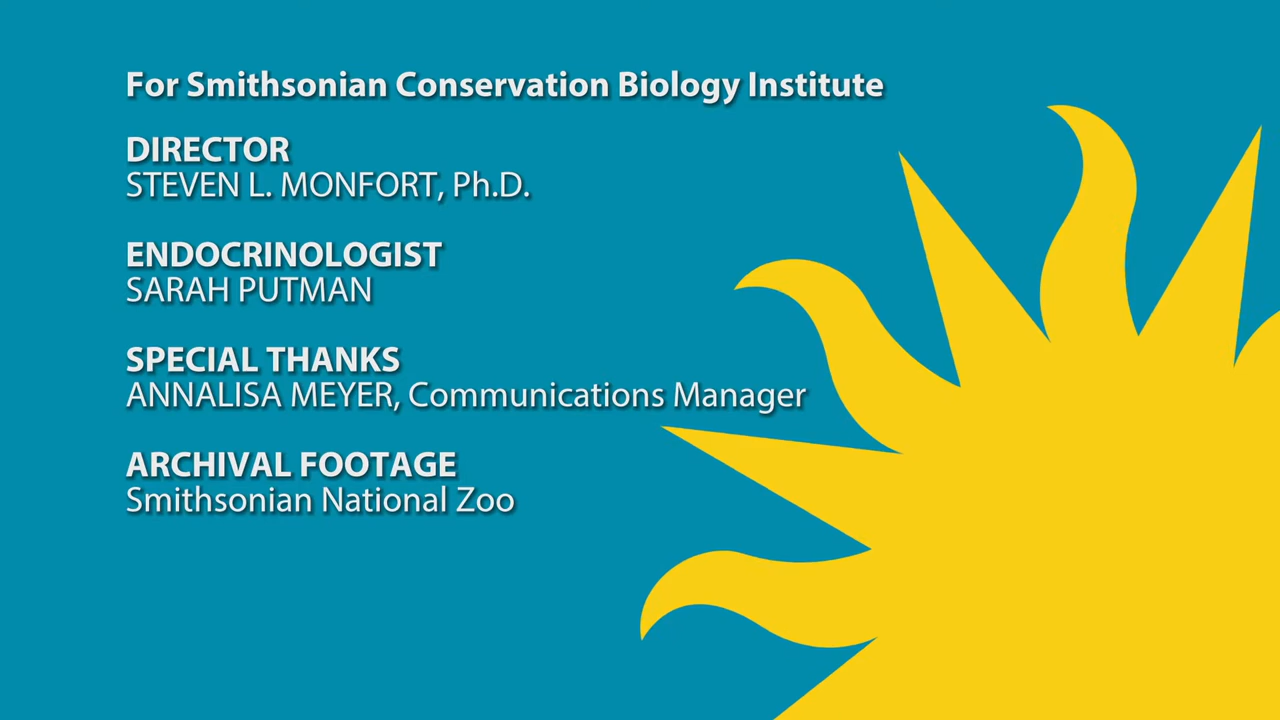 For Smithsonian Conservation Biology Institute
DIRECTOR
STEVEN L. MONFORT, Ph.D.
ENDOCRINOLOGIST
SARAH PUTMAN
SPECIAL THANKS
ANNALISA MEYER, Communications Manager
ARCHIVAL FOOTAGE
Smithsonian National Zoo